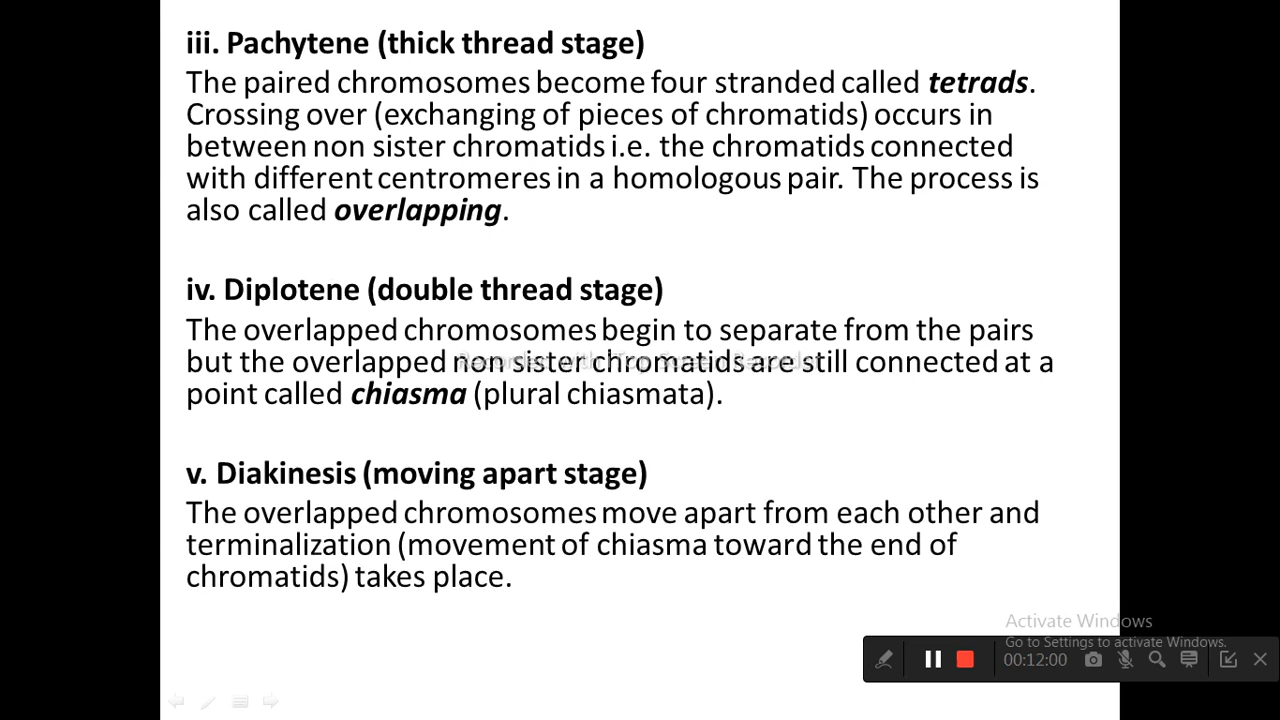 iii. Pachytene (thick thread stage)
The paired chromosomes become four stranded called tetrads.
Crossing over (exchanging of pieces of chromatids) occurs in
between non sister chromatids i.e. the chromatids connected
with different centromeres in a homologous pair. The process is
also called overlapping.
iv. Diplotene (double thread stage)
The overlapped chromosomes begin to separate from the pairs
but the overlapped non sister chromatids are still connected at a
point called chiasma (plural chiasmata).
v. Diakinesis (moving apart stage)
The overlapped chromosomes move apart from each other and
terminalization (movement of chiasma toward the end of
chromatids) takes place.
Recorded with iTop Screen Recorder
Activate Windows
Go to Settings to activate Windows.
00:12:00